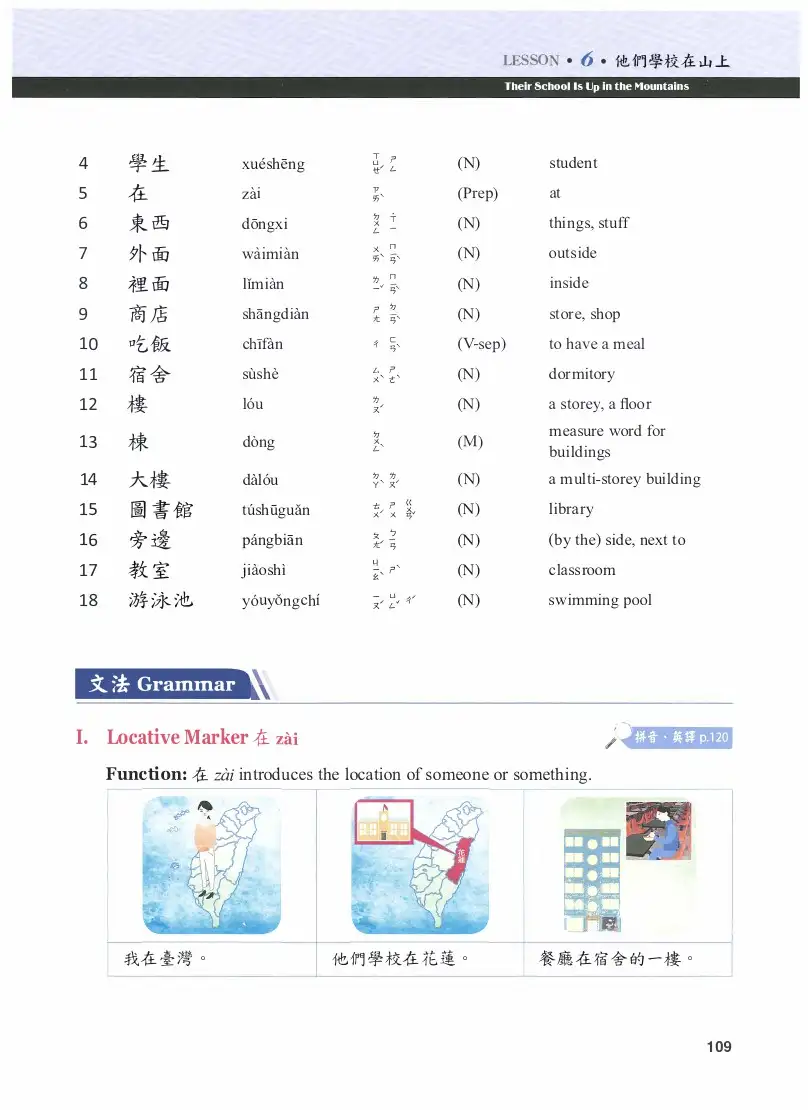 LESSON • 6 • 他們學校在山上
Their School Is Up in the Mountains
4 學生 xuéshēng ㄒㄩㄝˊ ㄕㄥ (N) student
5 在 zài ㄗㄞˋ (Prep) at
6 東西 dōngxi ㄉㄨㄥ ˙ㄒㄧ (N) things, stuff
7 外面 wàimiàn ㄨㄞˋ ㄇㄧㄢˋ (N) outside
8 裡面 lǐmiàn ㄌㄧˇ ㄇㄧㄢˋ (N) inside
9 商店 shāngdiàn ㄕㄤ ㄉㄧㄢˋ (N) store, shop
10 吃飯 chīfàn ㄔ ㄈㄢˋ (V-sep) to have a meal
11 宿舍 sùshè ㄙㄨˋ ㄕㄜˋ (N) dormitory
12 樓 lóu ㄌㄡˊ (N) a storey, a floor
13 棟 dòng ㄉㄨㄥˋ (M) measure word for
buildings
14 大樓 dàlóu ㄉㄚˋ ㄌㄡˊ (N) a multi-storey building
15 圖書館 túshūguǎn ㄊㄨˊ ㄕㄨ ㄍㄨㄢˇ (N) library
16 旁邊 pángbiān ㄆㄤˊ ㄅㄧㄢ (N) (by the) side, next to
17 教室 jiàoshì ㄐㄧㄠˋ ㄕˋ (N) classroom
18 游泳池 yóuyǒngchí ㄧㄡˊ ㄩㄥˇ ㄔˊ (N) swimming pool
文法 Grammar
I. Locative Marker 在 zài
拼音、英譯 p.120
Function: 在 zài introduces the location of someone or something.
花蓮
我在臺灣。
他們學校在花蓮。
餐廳在宿舍的一樓。
109